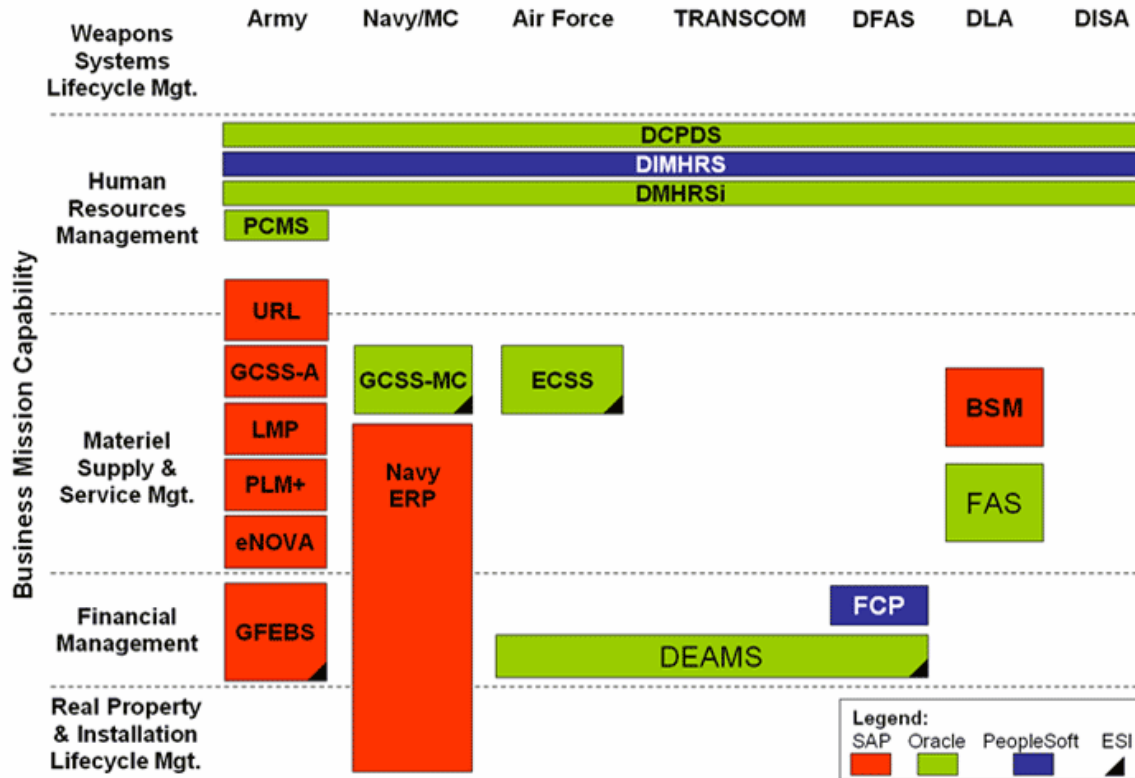 Army Navy/MC Air Force TRANSCOM DFAS DLA DISA
Weapons
Systems
Lifecycle Mgt.
Business Mission Capability
Human
Resources
Management
DCPDS
DIMHRS
DMHRSi
PCMS
URL
Materiel
Supply &
Service Mgt.
GCSS-A
GCSS-MC
ECSS
BSM
LMP
Navy
ERP
PLM+
FAS
eNOVA
Financial
Management
GFEBS
FCP
DEAMS
Real Property
& Installation
Lifecycle Mgt.
Legend:
SAP Oracle PeopleSoft ESI